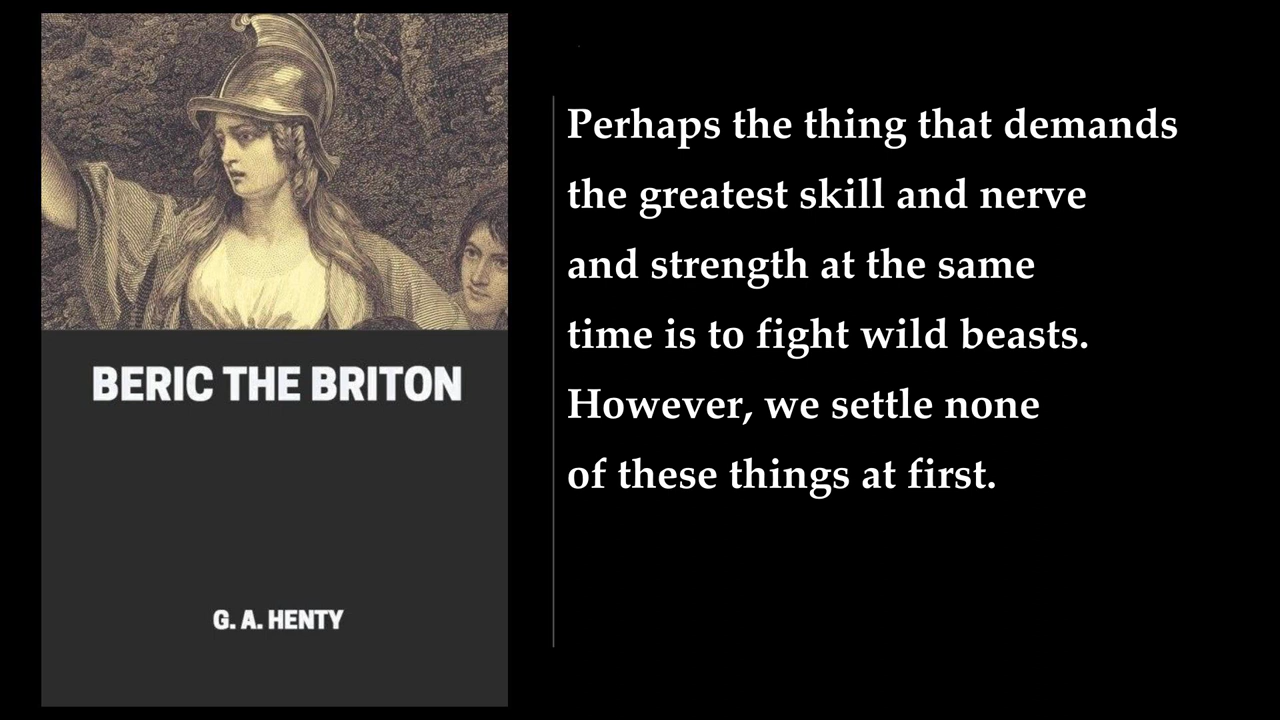 BERIC THE BRITON
G. A. HENTY
Perhaps the thing that demands
the greatest skill and nerve
and strength at the same
time is to fight wild beasts.
However, we settle none
of these things at first.